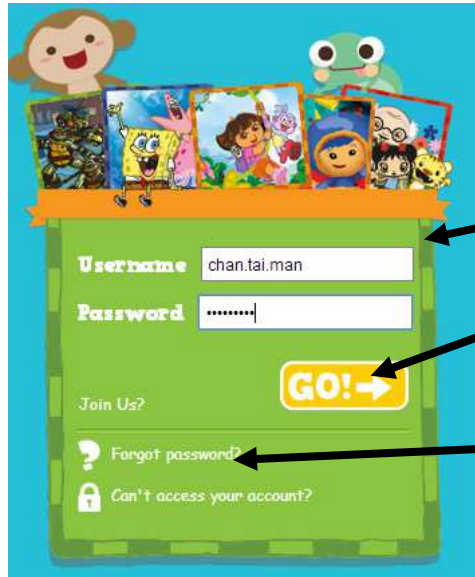 Username chan.tai.man
Password •••••••••
GO!
Join Us?
Forgot password?
Can't access your account?